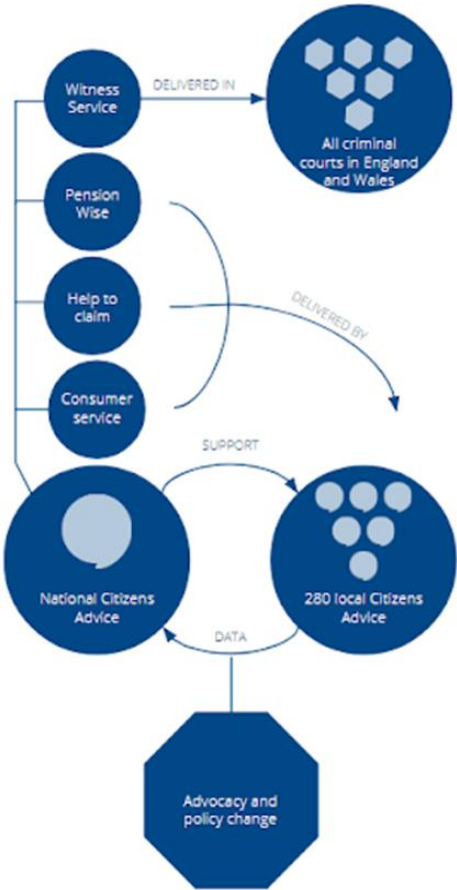 Witness
Service
DELIVERED IN
All criminal
courts in England
and Wales
Pension
Wise
Help to
claim
DELIVERED BY
Consumer
service
SUPPORT
National Citizens
Advice
280 local Citizens
Advice
DATA
Advocacy and
policy change